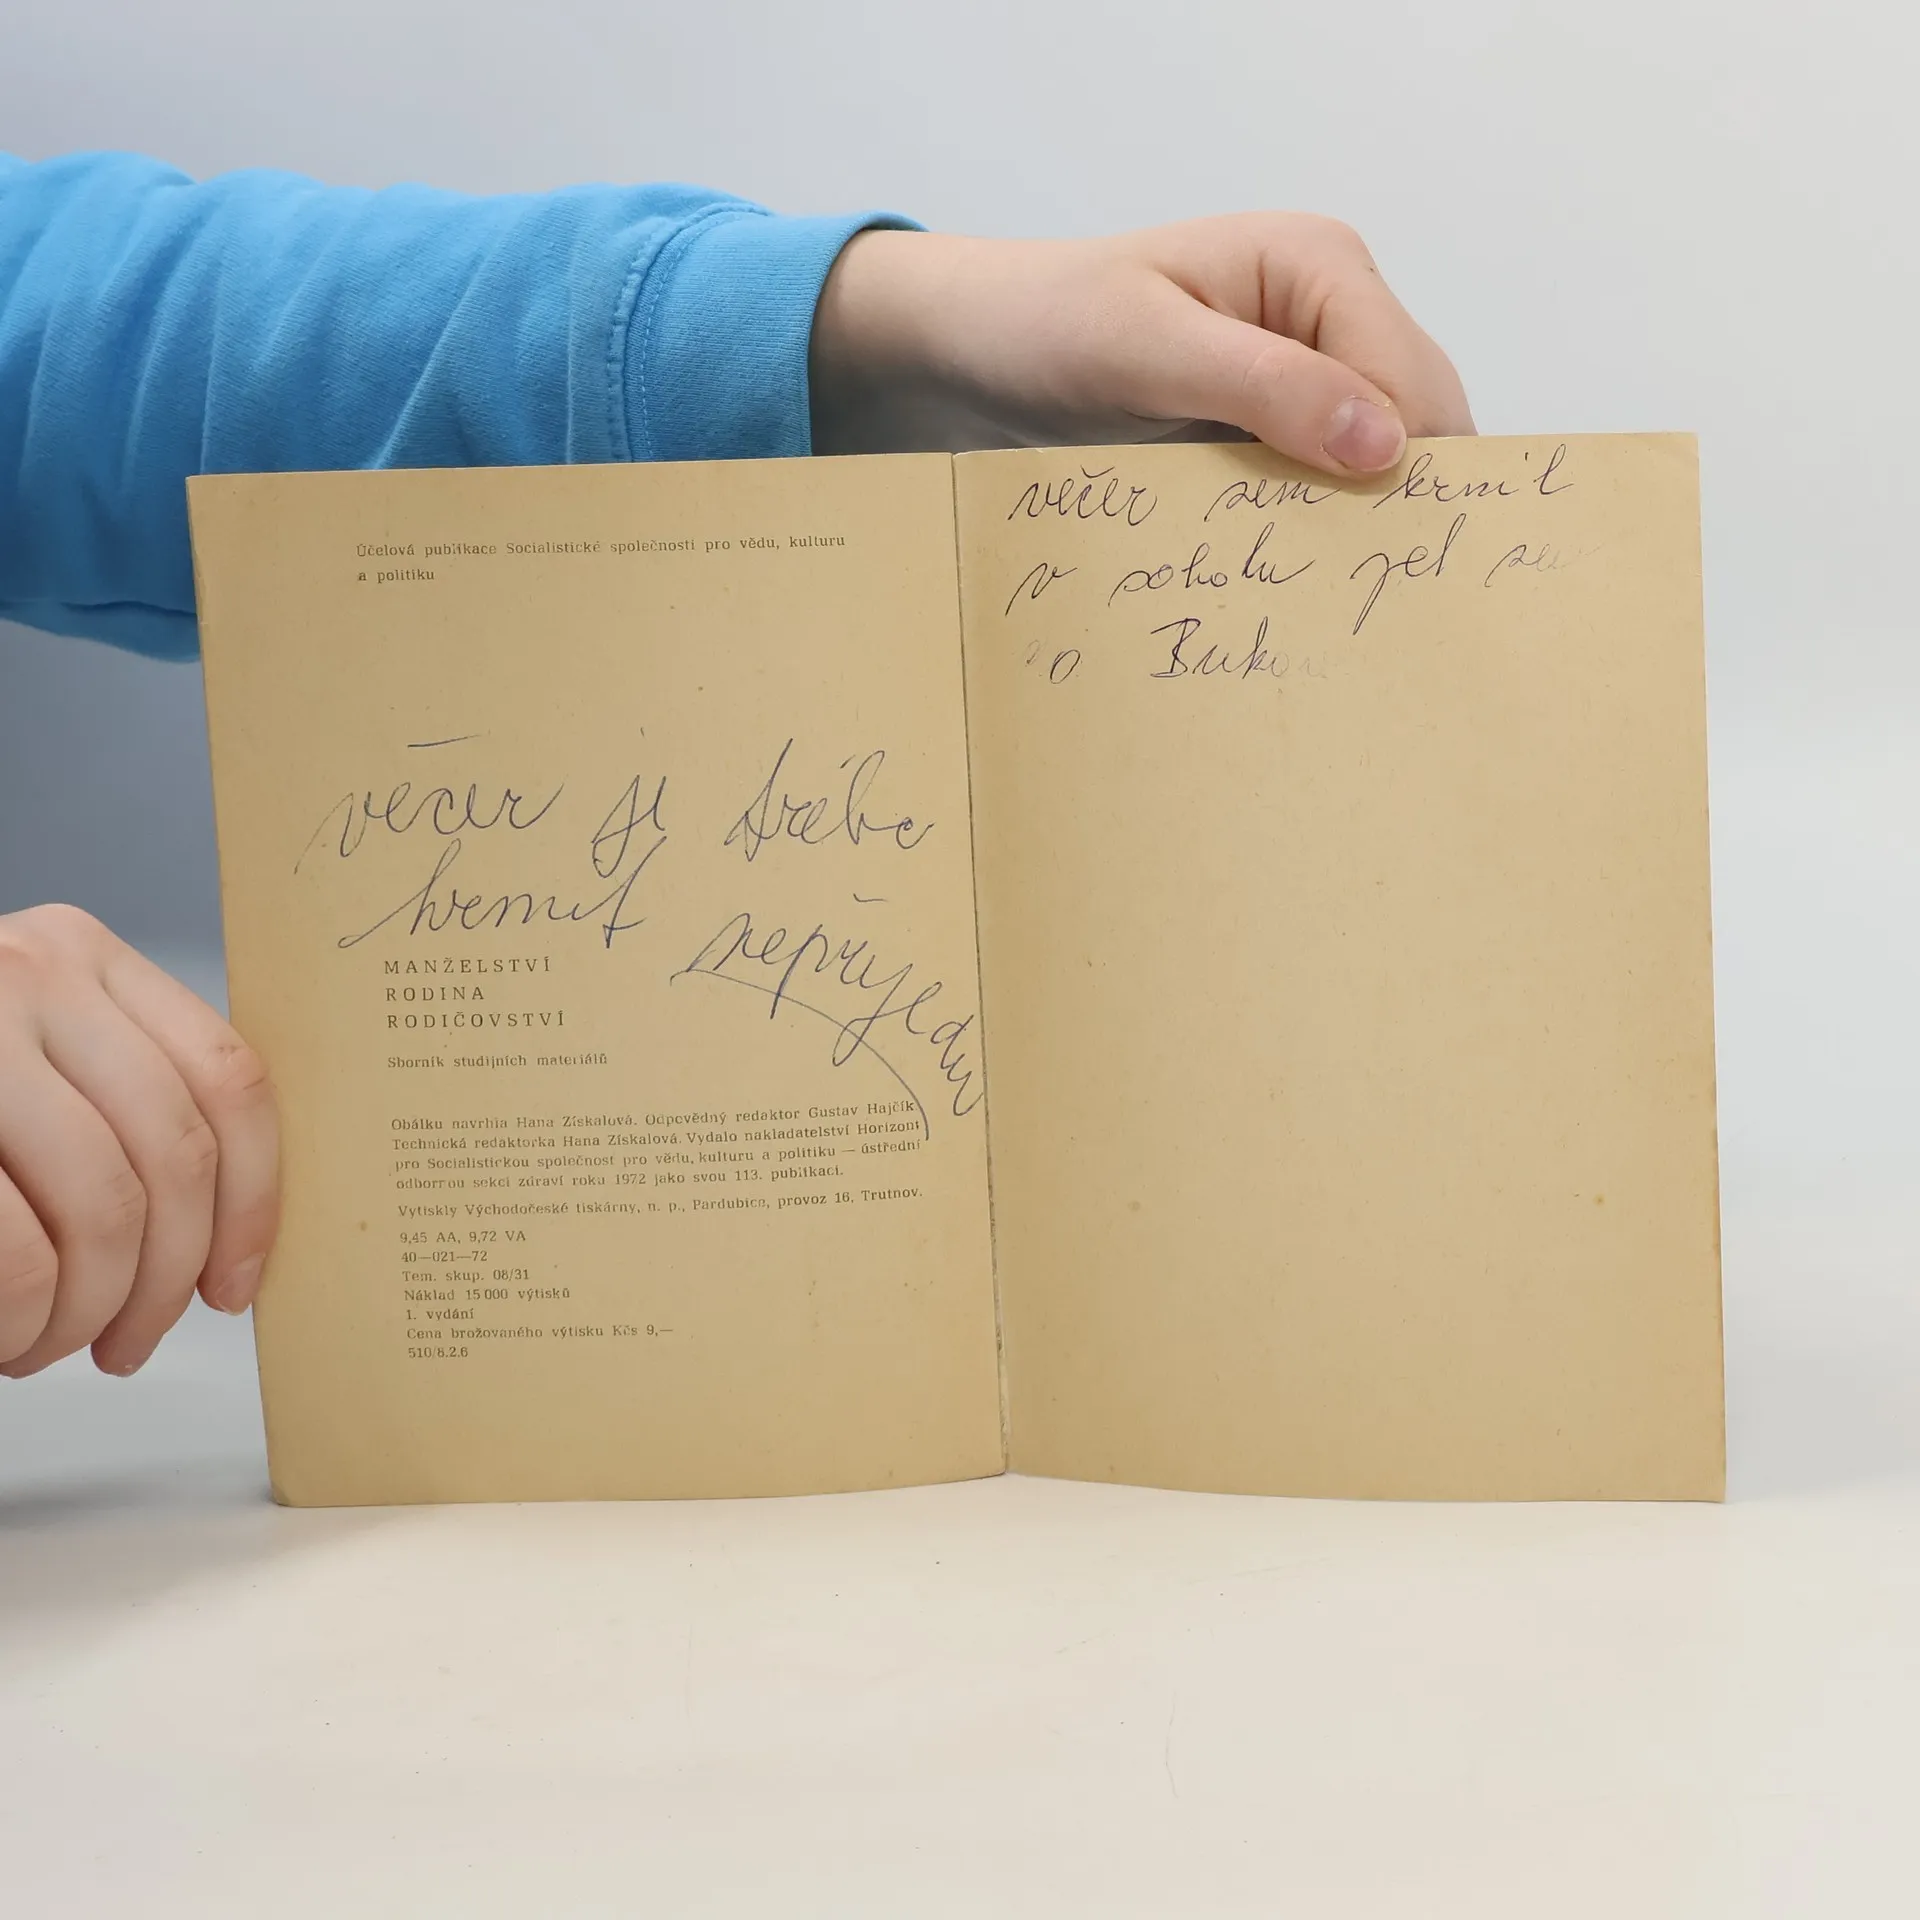 Účelová publikace Socialistické společnosti pro vědu, kulturu
a politiku
večer je třeba
krmit nepřijedu
MANŽELSTVÍ
RODINA
RODIČOVSTVÍ
Sborník studijních materiálů
Obálku navrhla Hana Získalová. Odpovědný redaktor Gustav Hajčík.
Technická redaktorka Hana Získalová. Vydalo nakladatelství Horizont
pro Socialistickou společnost pro vědu, kulturu a politiku — ústřední
odbornou sekci zdraví roku 1972 jako svou 113. publikaci.
Vytiskly Východočeské tiskárny, n. p., Pardubice, provoz 16, Trutnov.
9,45 AA, 9,72 VA
40—021—72
Tem. skup. 08/31
Náklad 15 000 výtisků
1. vydání
Cena brožovaného výtisku Kčs 9,—
510/8.2.6
večer sem krmil
v sobotu jel